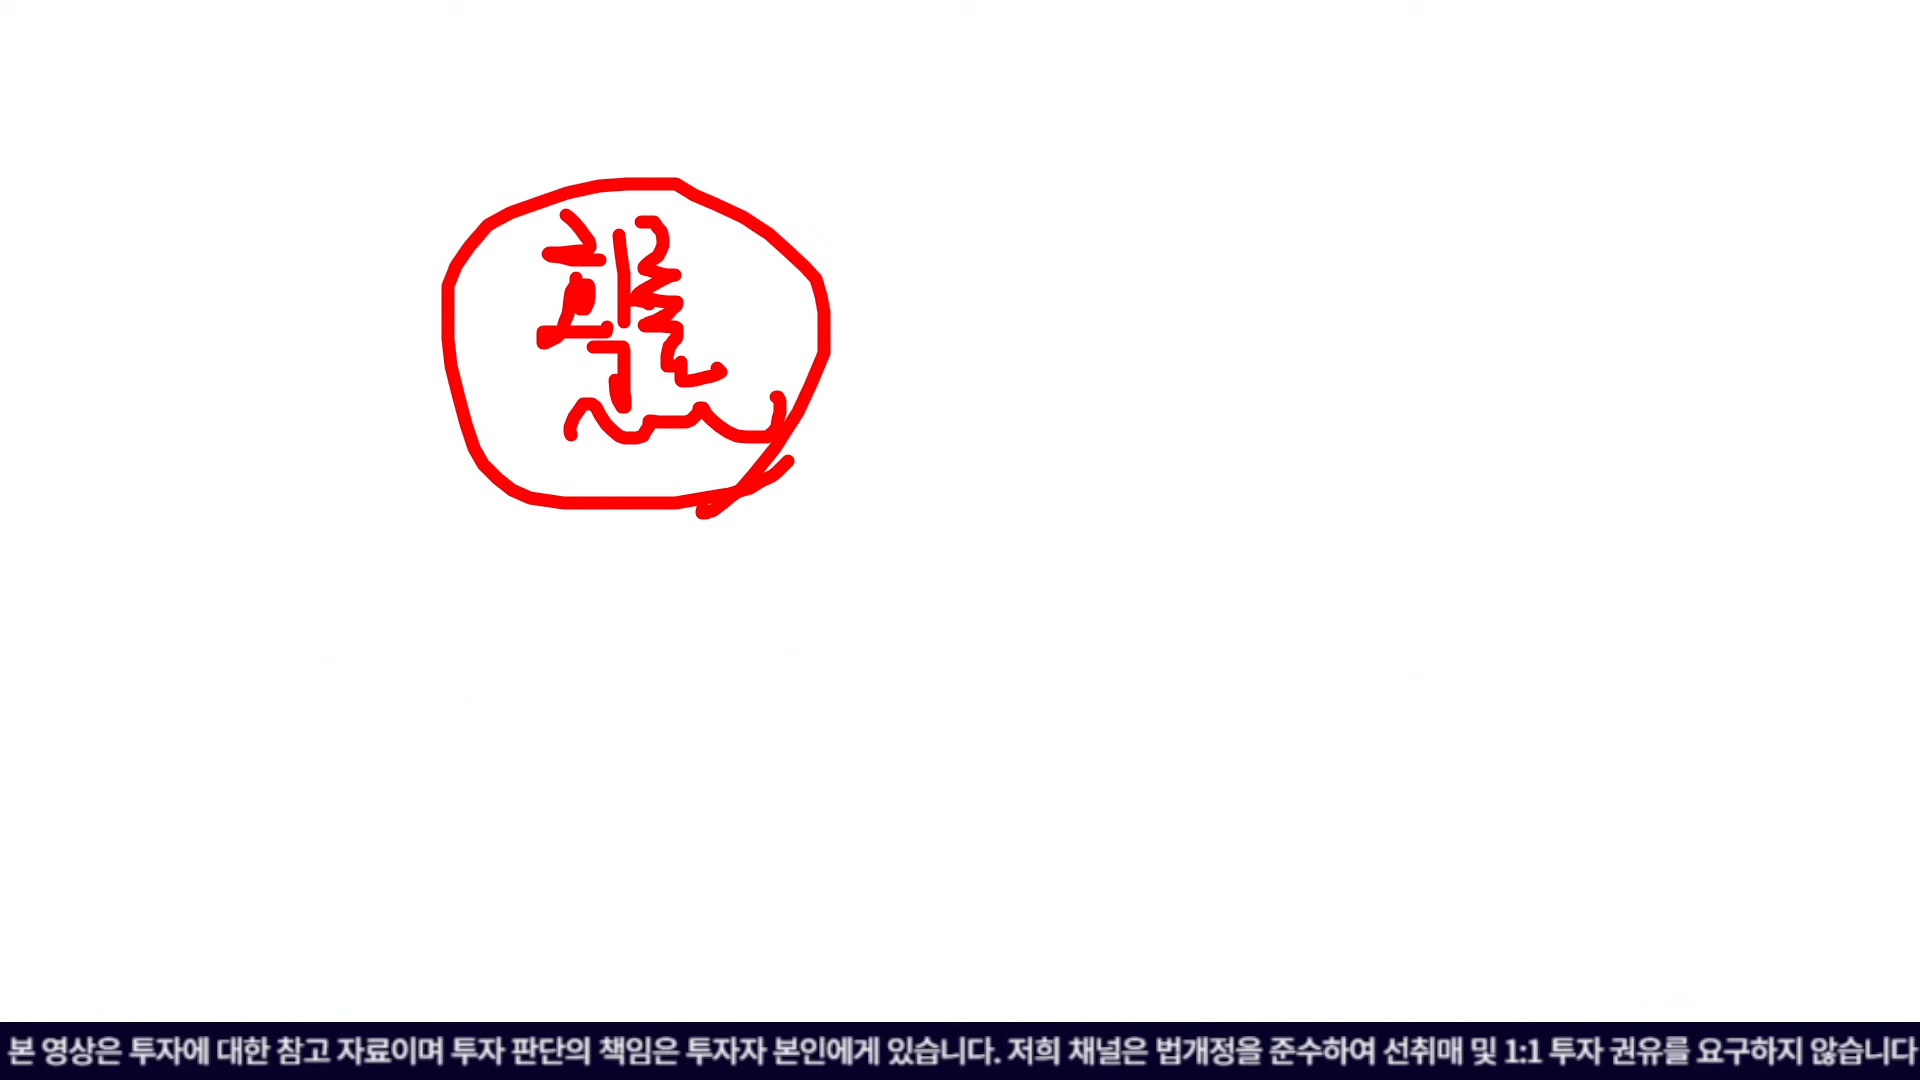 본 영상은 투자에 대한 참고 자료이며 투자 판단의 책임은 투자자 본인에게 있습니다. 저희 채널은 법개정을 준수하여 선취매 및 1:1 투자 권유를 요구하지 않습니다